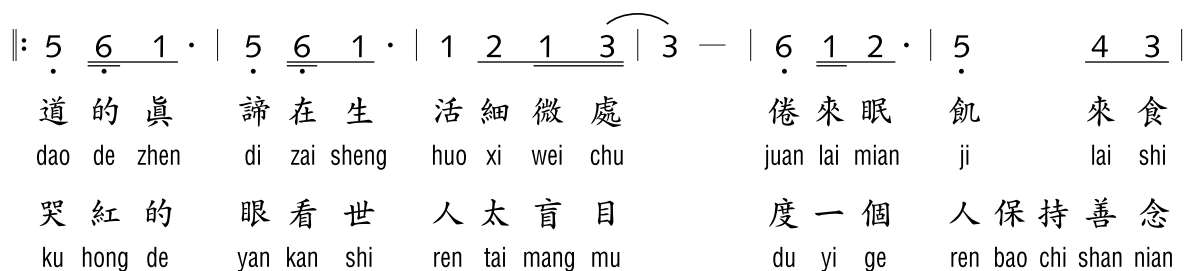 5 6 1 · | 5 6 1 · | 1 2 1 3 | 3 — | 6 1 2 · | 5 4 3 |
道的眞 諦在生 活細微處 倦來眠 飢 來食
dao de zhen di zai sheng huo xi wei chu juan lai mian ji lai shi
哭紅的 眼看世 人太盲目 度一個 人保持善念
ku hong de yan kan shi ren tai mang mu du yi ge ren bao chi shan nian